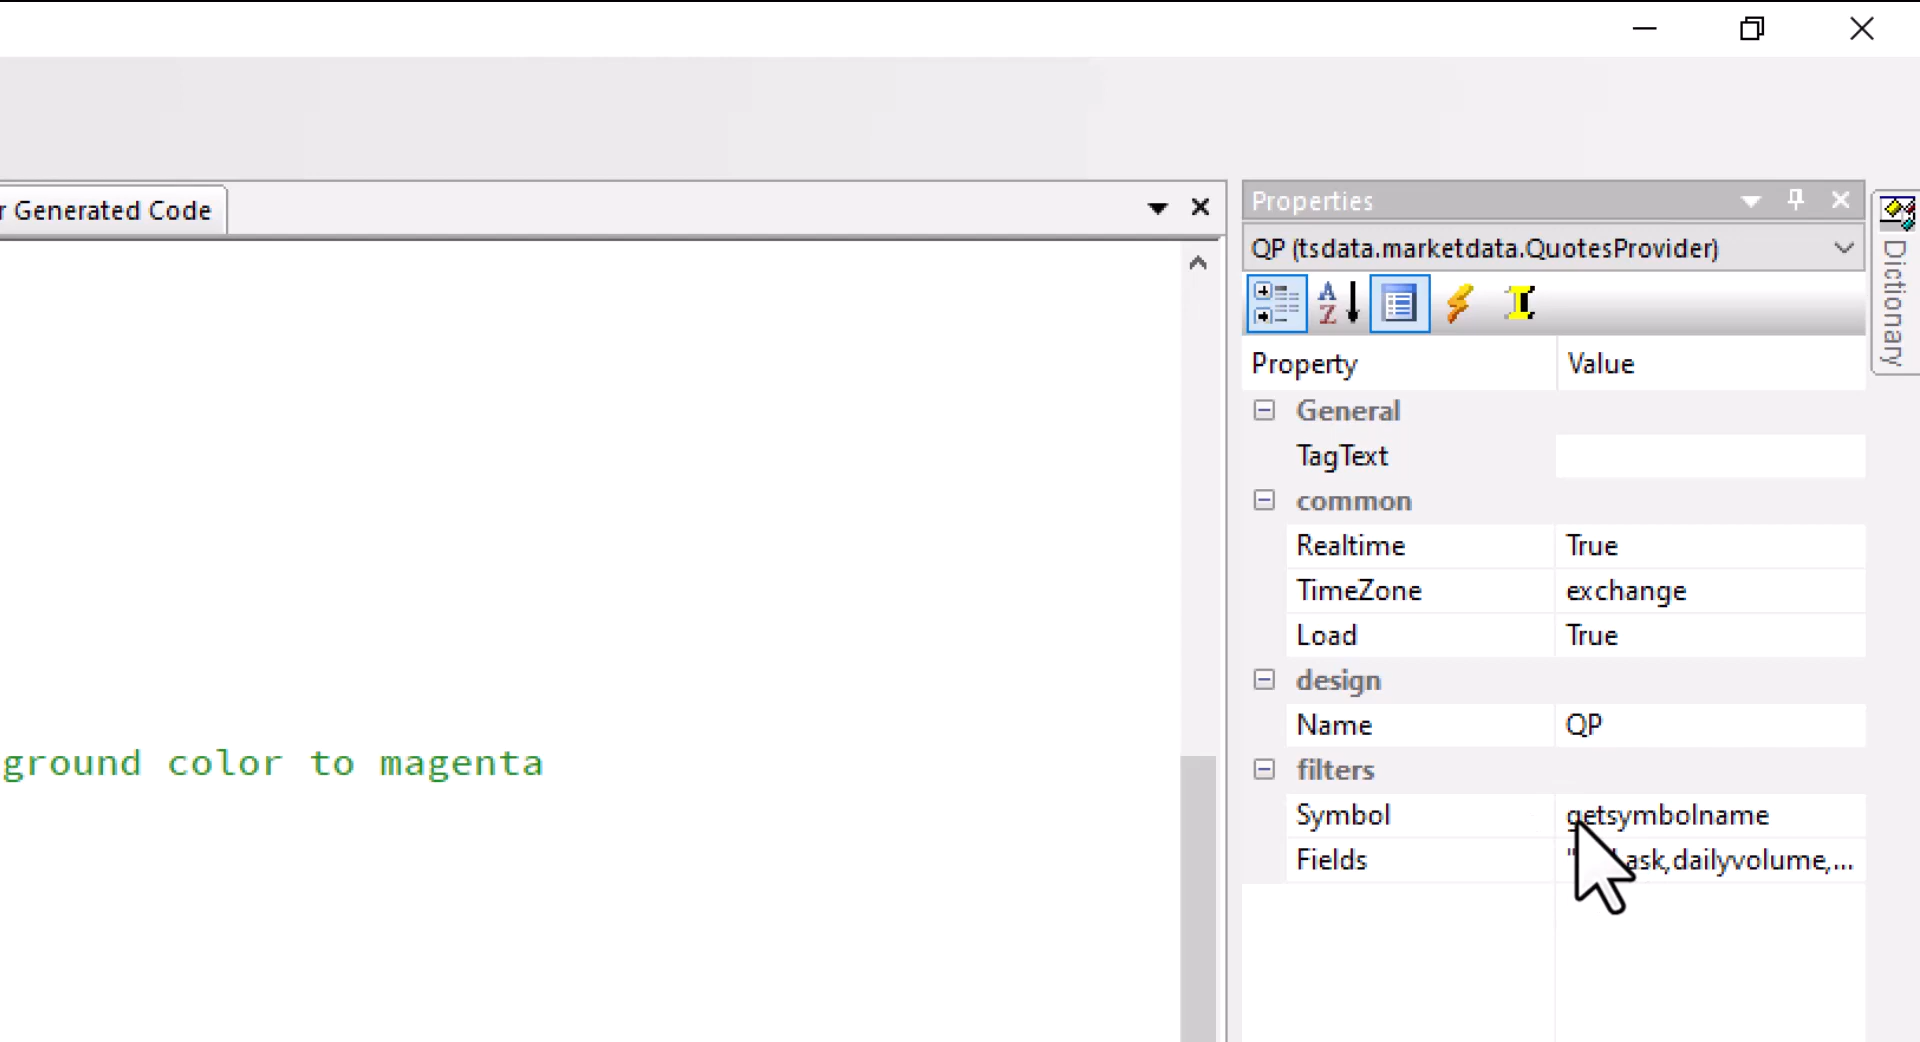 r Generated Code
Properties
QP (tsdata.marketdata.QuotesProvider)
Dictionary
Property Value
General
TagText
common
Realtime True
TimeZone exchange
Load True
design
Name QP
ground color to magenta
filters
Symbol getsymbolname
Fields ask,dailyvolume,...